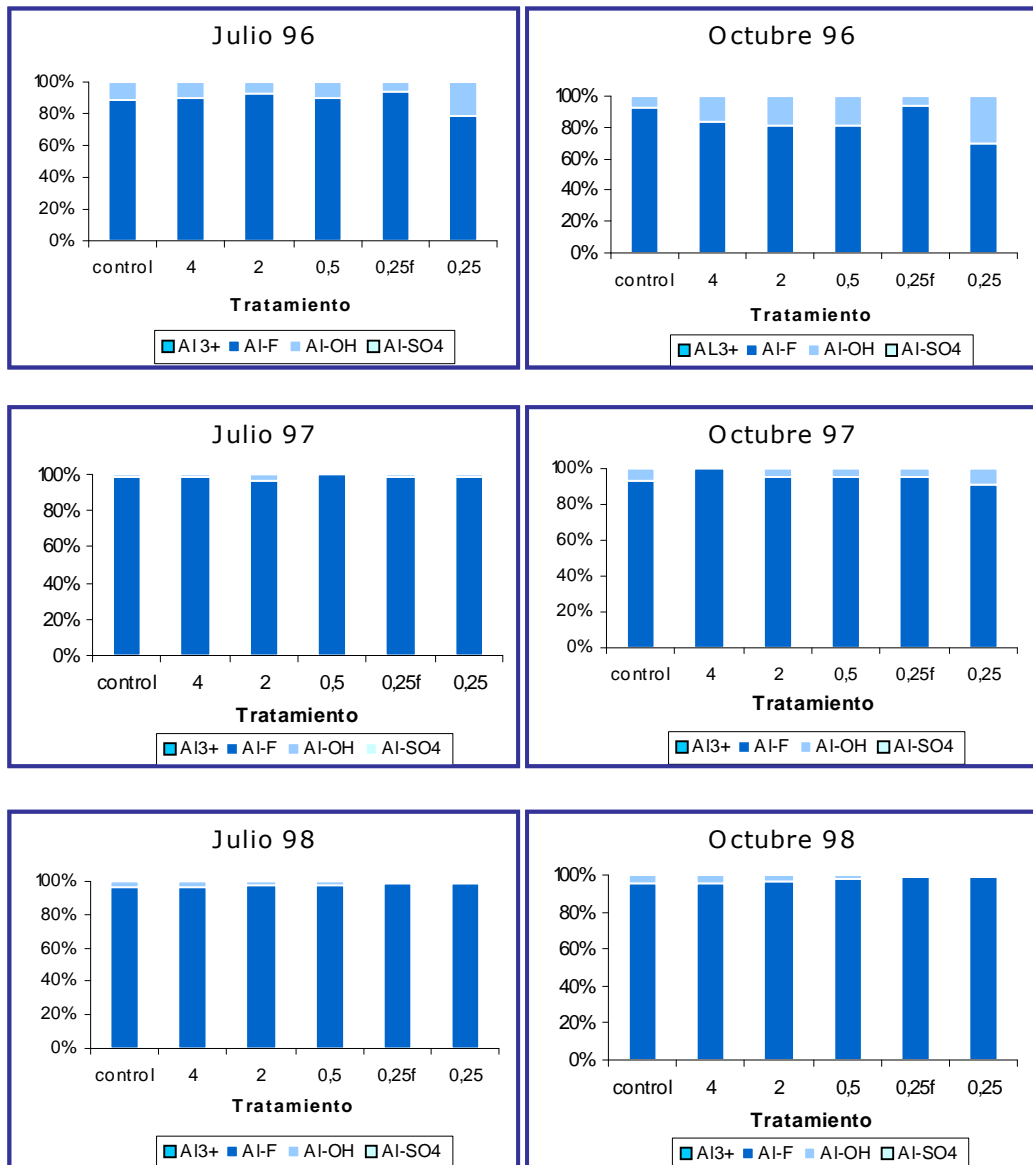 Julio 96
100%
80%
60%
40%
20%
0%
control 4 2 0,5 0,25f 0,25
Tratamiento
Al 3+ Al-F Al-OH Al-SO4
Octubre 96
100%
80%
60%
40%
20%
0%
control 4 2 0,5 0,25f 0,25
Tratamiento
AL3+ Al-F Al-OH Al-SO4
Julio 97
100%
80%
60%
40%
20%
0%
control 4 2 0,5 0,25f 0,25
Tratamiento
Al3+ Al-F Al-OH Al-SO4
Octubre 97
100%
80%
60%
40%
20%
0%
control 4 2 0,5 0,25f 0,25
Tratamiento
Al3+ Al-F Al-OH Al-SO4
Julio 98
100%
80%
60%
40%
20%
0%
control 4 2 0,5 0,25f 0,25
Tratamiento
Al3+ Al-F Al-OH Al-SO4
Octubre 98
100%
80%
60%
40%
20%
0%
control 4 2 0,5 0,25f 0,25
Tratamiento
Al3+ Al-F Al-OH Al-SO4